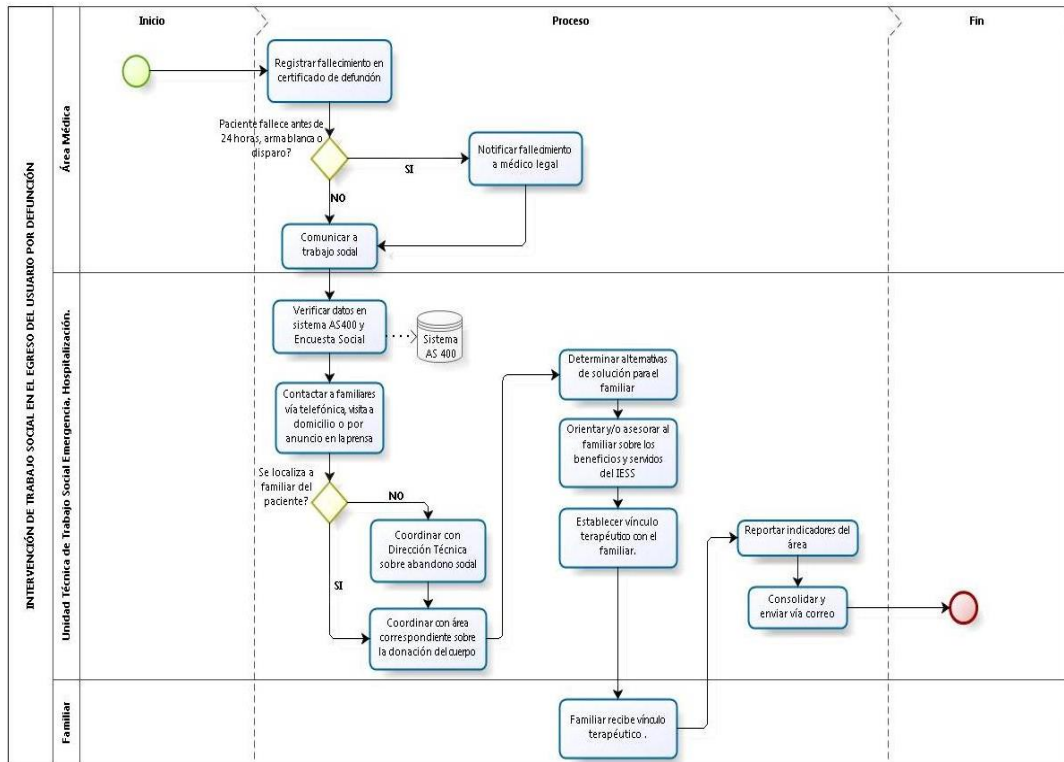 Inicio
Proceso
Fin
INTERVENCIÓN DE TRABAJO SOCIAL EN EL EGRESO DEL USUARIO POR DEFUNCIÓN
Área Médica
Registrar fallecimiento en
certificado de defunción
Paciente fallece antes de
24 horas, arma blanca o
disparo?
SI
Notificar fallecimiento
a médico legal
NO
Comunicar a
trabajo social
Unidad Técnica de Trabajo Social Emergencia, Hospitalización.
Verificar datos en
sistema AS400 y
Encuesta Social
Sistema
AS 400
Contactar a familiares
vía telefónica, visita a
domicilio o por
anuncio en la prensa
Se localiza a
familiar del
paciente?
NO
Coordinar con
Dirección Técnica
sobre abandono social
SI
Coordinar con área
correspondiente sobre
la donación del cuerpo
Determinar alternativas
de solución para el
familiar
Orientar y/o asesorar al
familiar sobre los
beneficios y servidos
del IESS
Establecer vínculo
terapéutico con el
familiar.
Reportar indicadores del
área
Consolidar y
enviar vía correo
Familiar
Familiar recibe vínculo
terapéutico .